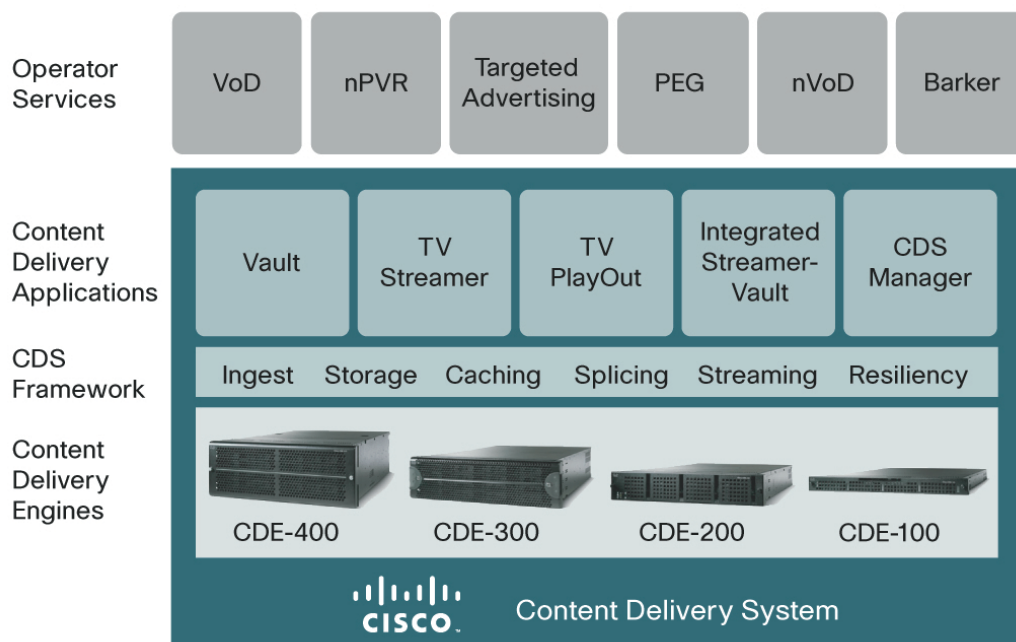 Operator
Services
VoD
nPVR
Targeted
Advertising
PEG
nVoD
Barker
Content
Delivery
Applications
Vault
TV
Streamer
TV
PlayOut
Integrated
Streamer-
Vault
CDS
Manager
CDS
Framework
Ingest Storage Caching Splicing Streaming Resiliency
Content
Delivery
Engines
CDE-400 CDE-300 CDE-200 CDE-100
CISCO™
Content Delivery System